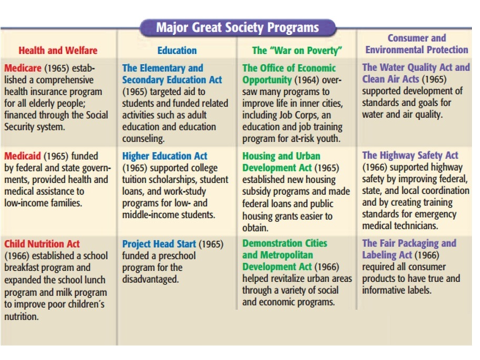 Major Great Society Programs
Health and Welfare
Medicare (1965) estab-
lished a comprehensive
health insurance program
for all elderly people;
financed through the Social
Security system.
Medicaid (1965) funded
by federal and state govern-
ments, provided health and
medical assistance to
low-income families.
Child Nutrition Act
(1966) established a school
breakfast program and
expanded the school lunch
program and milk program
to improve poor children's
nutrition.
Education
The Elementary and
Secondary Education Act
(1965) targeted aid to
students and funded related
activities such as adult
education and education
counseling.
Higher Education Act
(1965) supported college
tuition scholarships, student
loans, and work-study
programs for low- and
middle-income students.
Project Head Start (1965)
funded a preschool
program for the
disadvantaged.
The "War on Poverty"
The Office of Economic
Opportunity (1964) over-
saw many programs to
improve life in inner cities,
including Job Corps, an
education and job training
program for at-risk youth.
Housing and Urban
Development Act (1965)
established new housing
subsidy programs and made
federal loans and public
housing grants easier to
obtain.
Demonstration Cities
and Metropolitan
Development Act (1966)
helped revitalize urban areas
through a variety of social
and economic programs.
Consumer and
Environmental Protection
The Water Quality Act and
Clean Air Acts (1965)
supported development of
standards and goals for
water and air quality.
The Highway Safety Act
(1966) supported highway
safety by improving federal,
state, and local coordination
and by creating training
standards for emergency
medical technicians.
The Fair Packaging and
Labeling Act (1966)
required all consumer
products to have true and
informative labels.